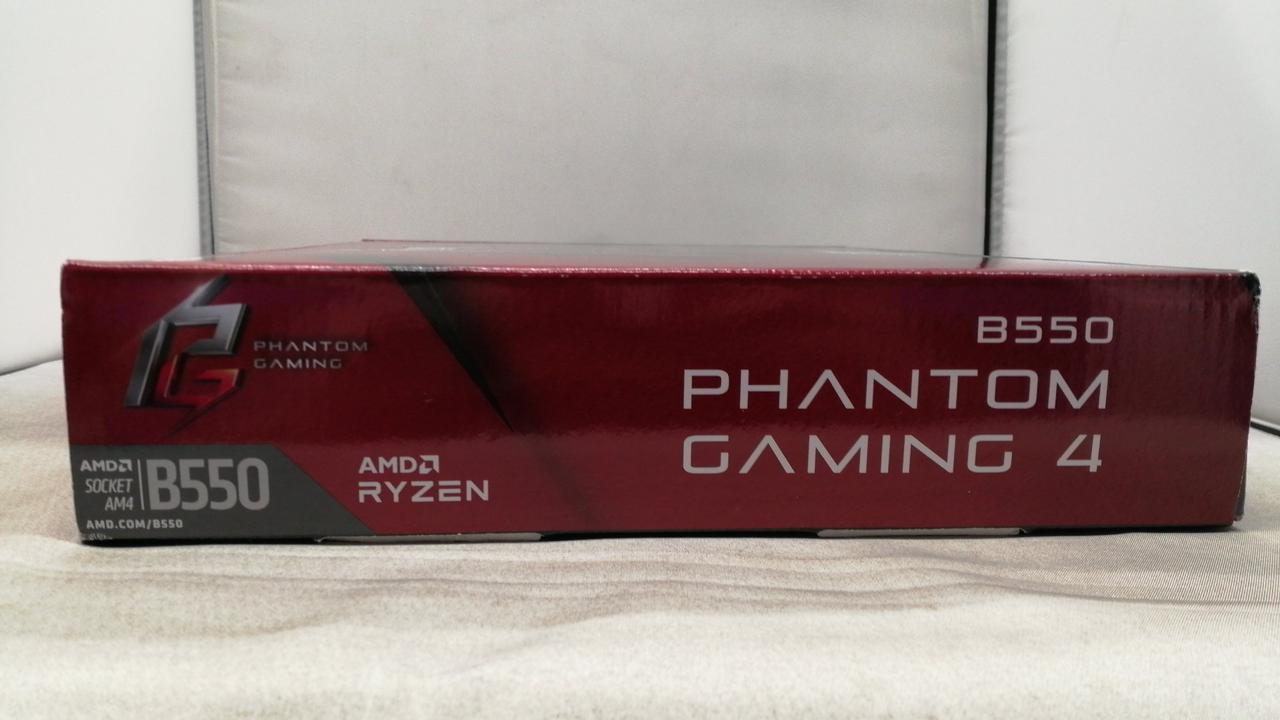 PHANTOM
GAMING
AMD
SOCKET
AM4
B550
AMD.COM/B550
AMD
RYZEN
B550
PHANTOM
GAMING 4